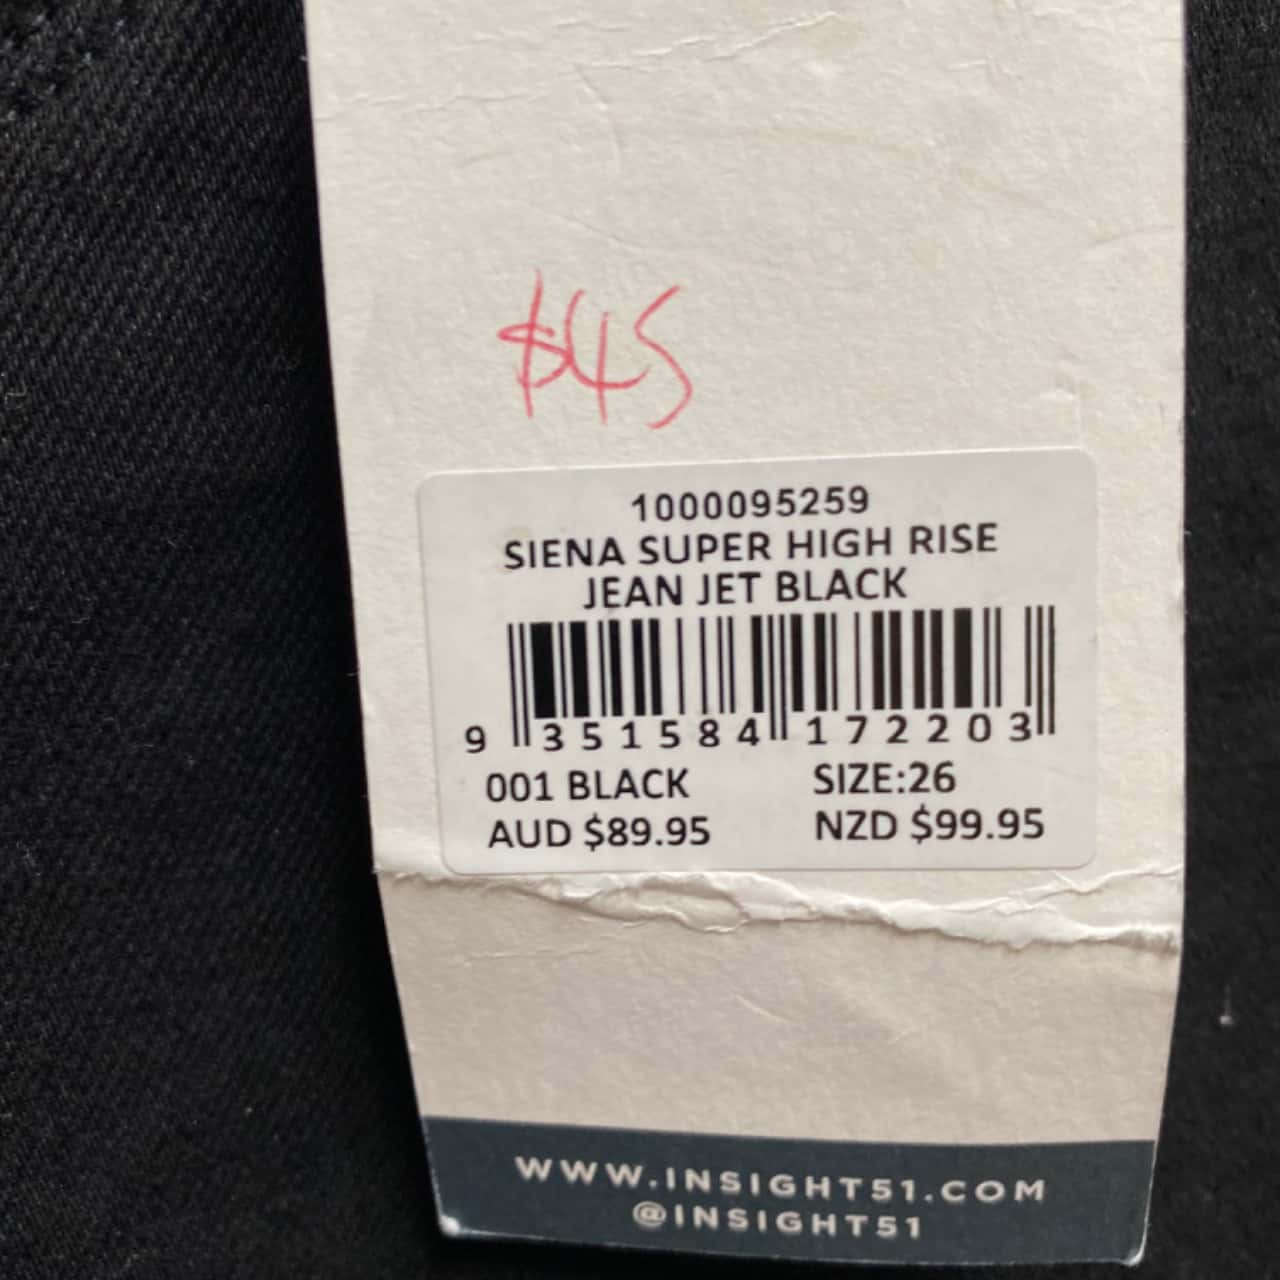 $45
1000095259
SIENA SUPER HIGH RISE
JEAN JET BLACK
9 351584 172203
001 BLACK SIZE:26
AUD $89.95 NZD $99.95
WWW.INSIGHT51.COM
@INSIGHT51